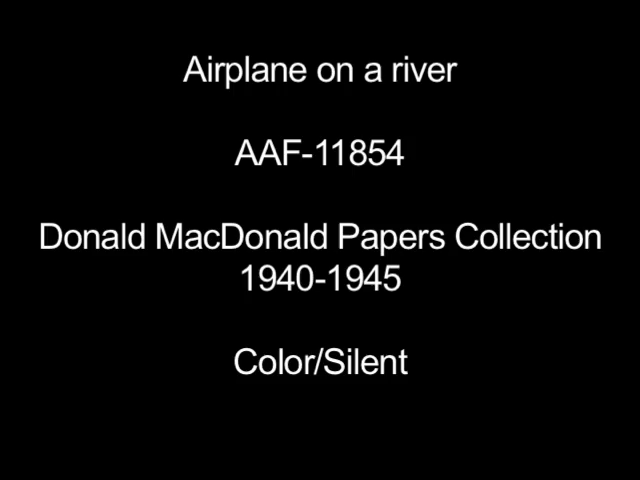 Airplane on a river
AAF-11854
Donald MacDonald Papers Collection
1940-1945
Color/Silent